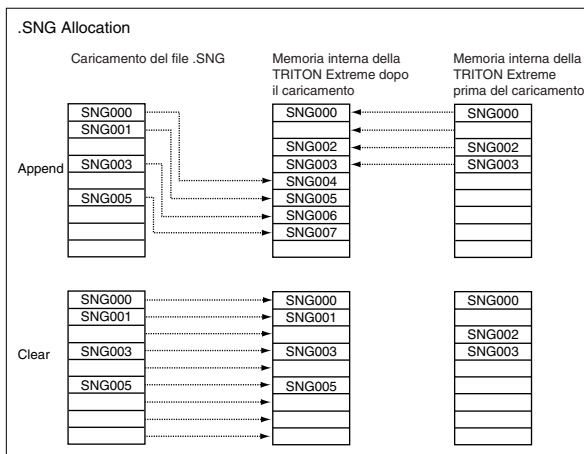 .SNG Allocation
Caricamento del file .SNG
Memoria interna della
TRITON Extreme dopo
il caricamento
Memoria interna della
TRITON Extreme
prima del caricamento
Append
SNG000
SNG001
SNG003
SNG005
SNG000
SNG002
SNG003
SNG004
SNG005
SNG006
SNG007
SNG000
SNG002
SNG003
Clear
SNG000
SNG001
SNG003
SNG005
SNG000
SNG001
SNG003
SNG005
SNG000
SNG002
SNG003